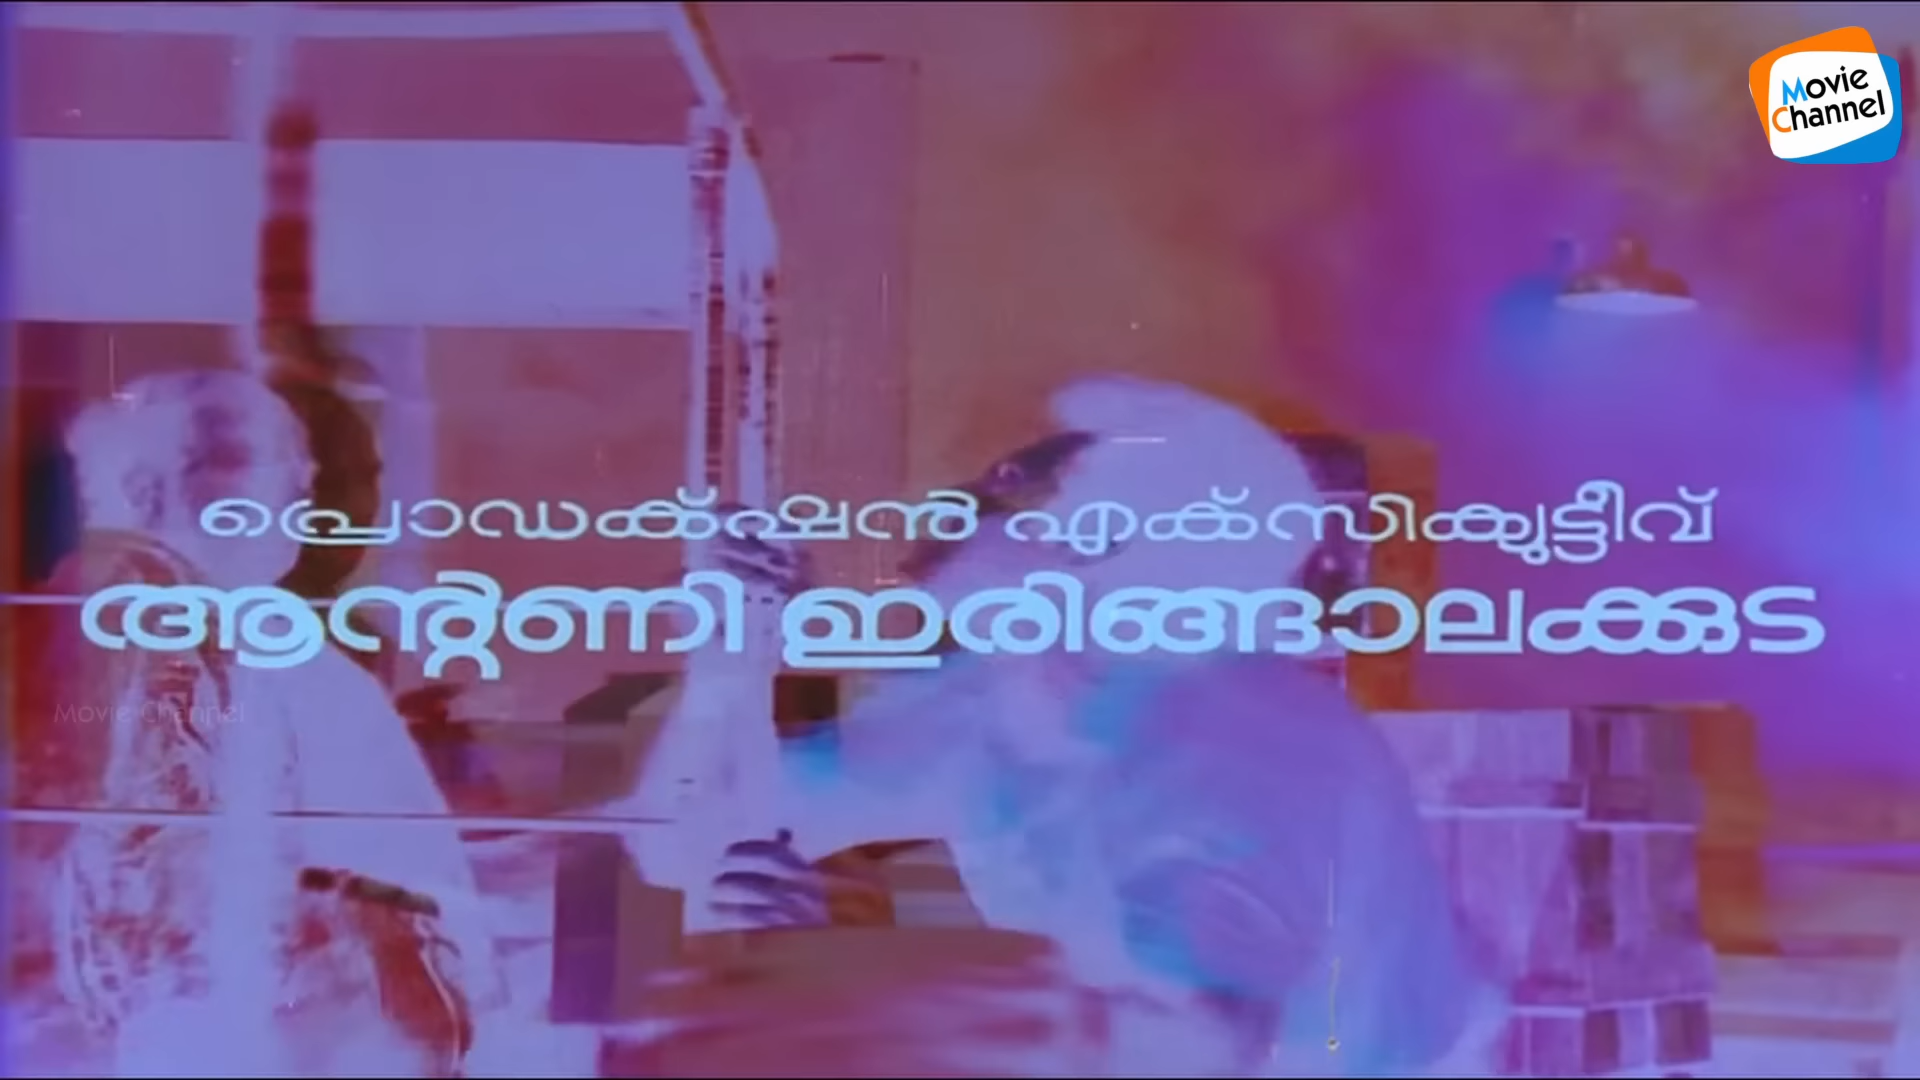 Movie
Channel
പ്രൊഡക്ഷൻ എക്സിക്യുട്ടീവ്
ആന്റണി ഇരിങ്ങാലക്കുട
Movie Channel